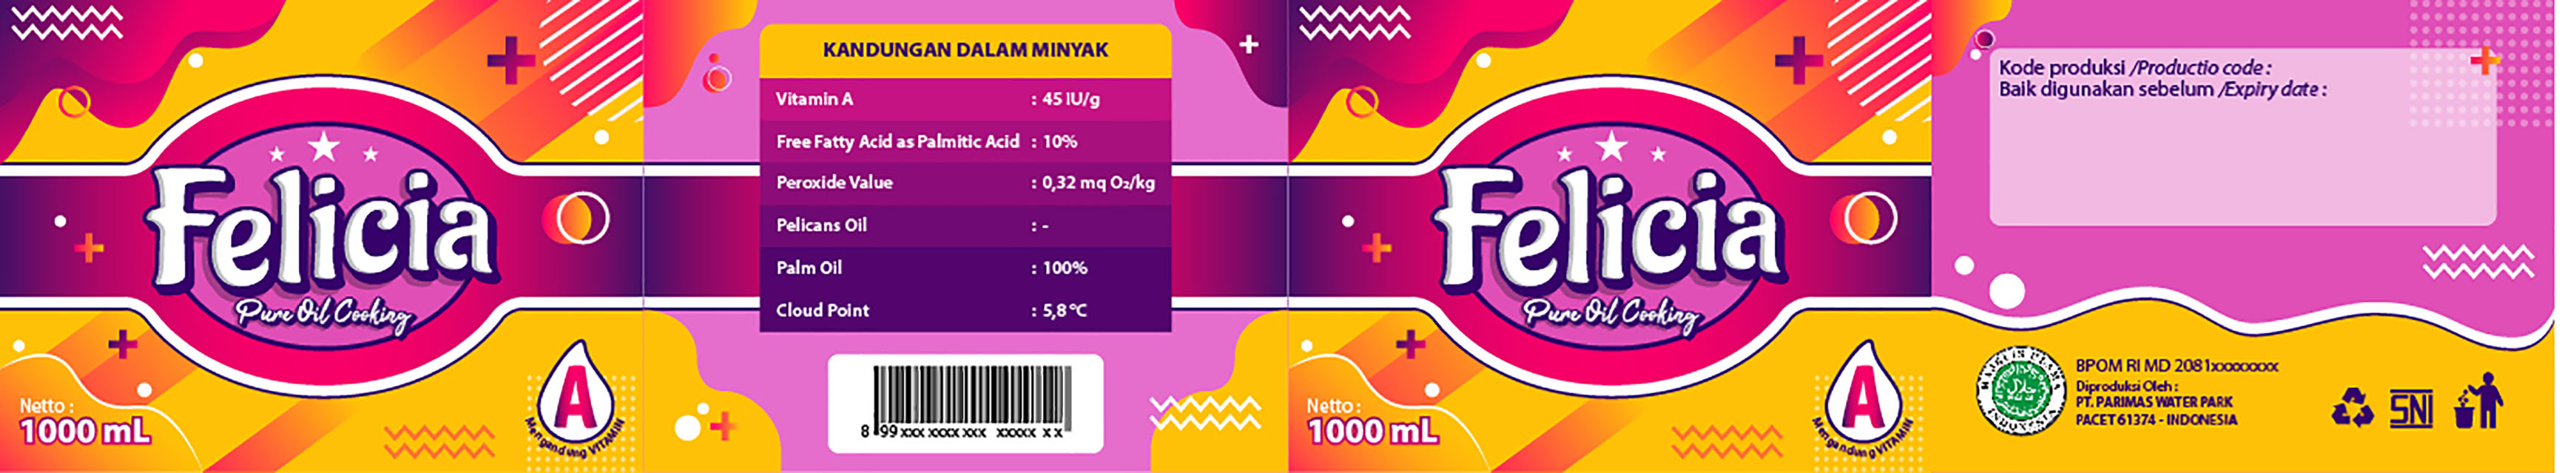 Felicia
Pure Oil Cooking
Netto :
1000 mL
A
Mengandung VITAMIN
KANDUNGAN DALAM MINYAK
Vitamin A : 45 IU/g
Free Fatty Acid as Palmitic Acid : 10%
Peroxide Value : 0,32 mq O₂/kg
Pelicans Oil : -
Palm Oil : 100%
Cloud Point : 5,8 °C
8 99 xxx xxxx xxx xxxxx x x
Felicia
Pure Oil Cooking
Netto :
1000 mL
A
Mengandung VITAMIN
Kode produksi /Productio code :
Baik digunakan sebelum /Expiry date :
MAJELIS ULAMA
حلال
INDONESIA
BPOM RI MD 2081xxxxxxxx
Diproduksi Oleh :
PT. PARIMAS WATER PARK
PACET 61374 - INDONESIA
SNI